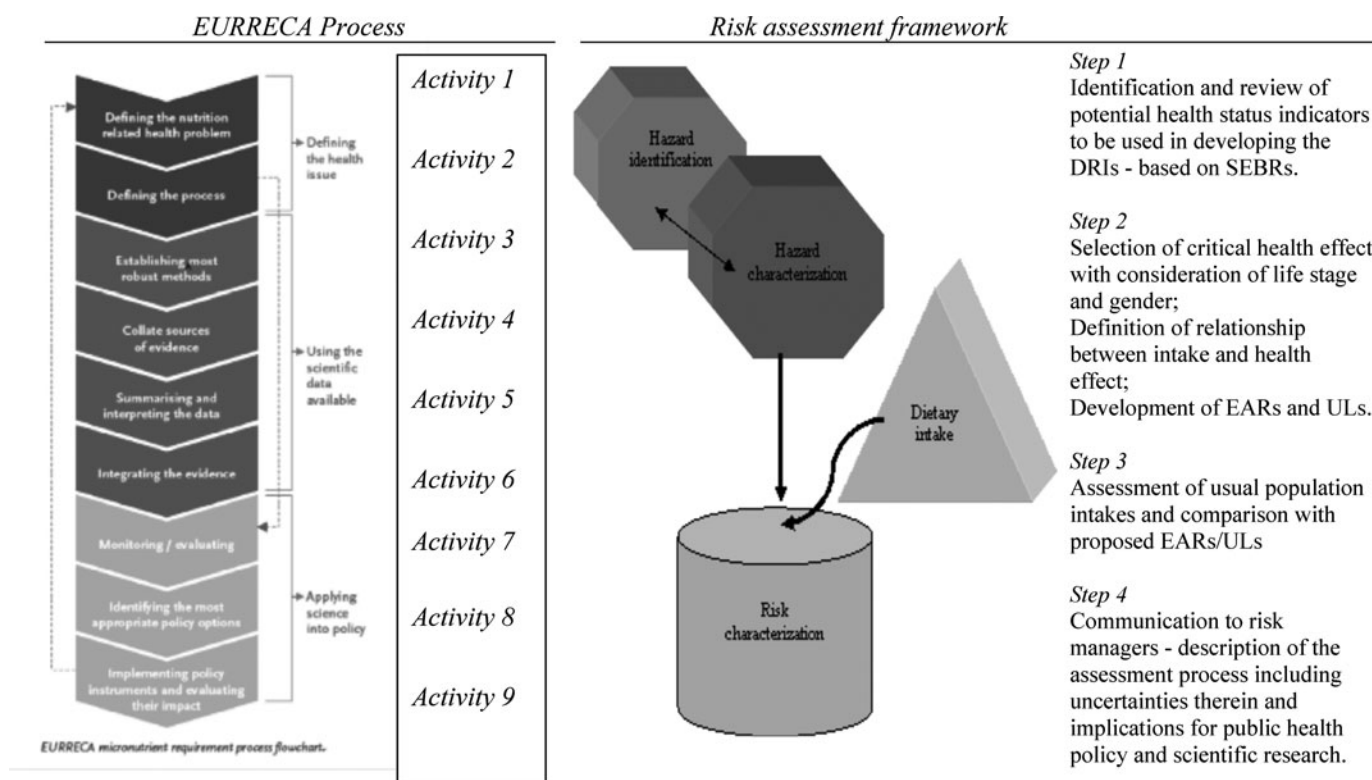 EURRECA Process
Risk assessment framework
Defining the nutrition
related health problem
Defining the process
Establishing most
robust methods
Collate sources
of evidence
Summarising and
interpreting the data
Integrating the evidence
Monitoring / evaluating
Identifying the most
appropriate policy options
Implementing policy
instruments and evaluating
their impact
Defining
the health
issue
Using the
scientific
data
available
Applying
science
into policy
EURRECA micronutrient requirement process flowchart.
Activity 1
Activity 2
Activity 3
Activity 4
Activity 5
Activity 6
Activity 7
Activity 8
Activity 9
Hazard
identification
Hazard
characterization
Dietary
intake
Risk
characterization
Step 1
Identification and review of
potential health status indicators
to be used in developing the
DRIs - based on SEBRs.
Step 2
Selection of critical health effect
with consideration of life stage
and gender;
Definition of relationship
between intake and health
effect;
Development of EARs and ULs.
Step 3
Assessment of usual population
intakes and comparison with
proposed EARs/ULs
Step 4
Communication to risk
managers - description of the
assessment process including
uncertainties therein and
implications for public health
policy and scientific research.